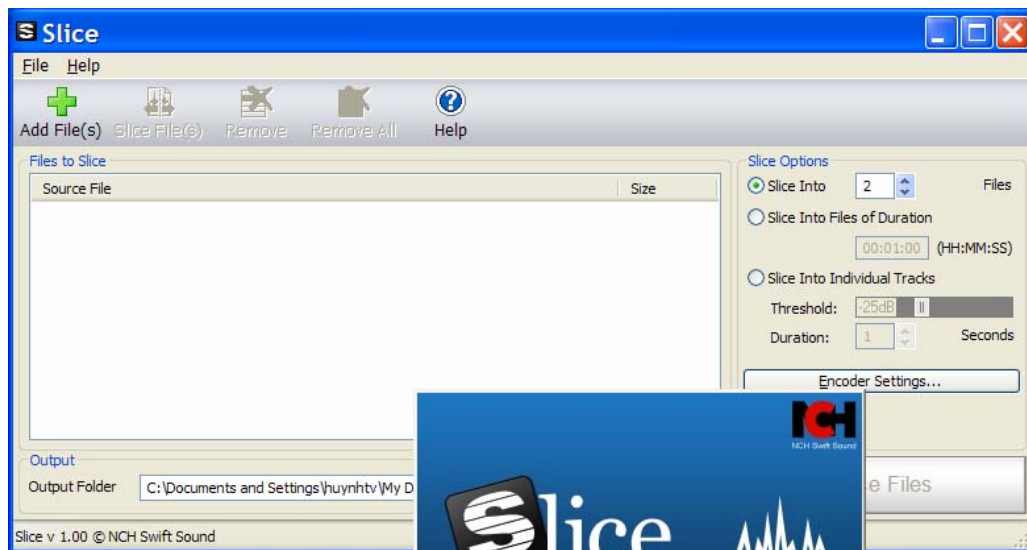 Slice
File Help
Add File(s) Slice File(s) Remove Remove All Help
Files to Slice
Source File Size
Slice Options
Slice Into 2 Files
Slice Into Files of Duration
00:01:00 (HH:MM:SS)
Slice Into Individual Tracks
Threshold: -25dB
Duration: 1 Seconds
Encoder Settings...
NCH
NCH Swift Sound
Output
Output Folder C:\Documents and Settings\huynhtv\My D
e Files
Slice
Slice v 1.00 © NCH Swift Sound